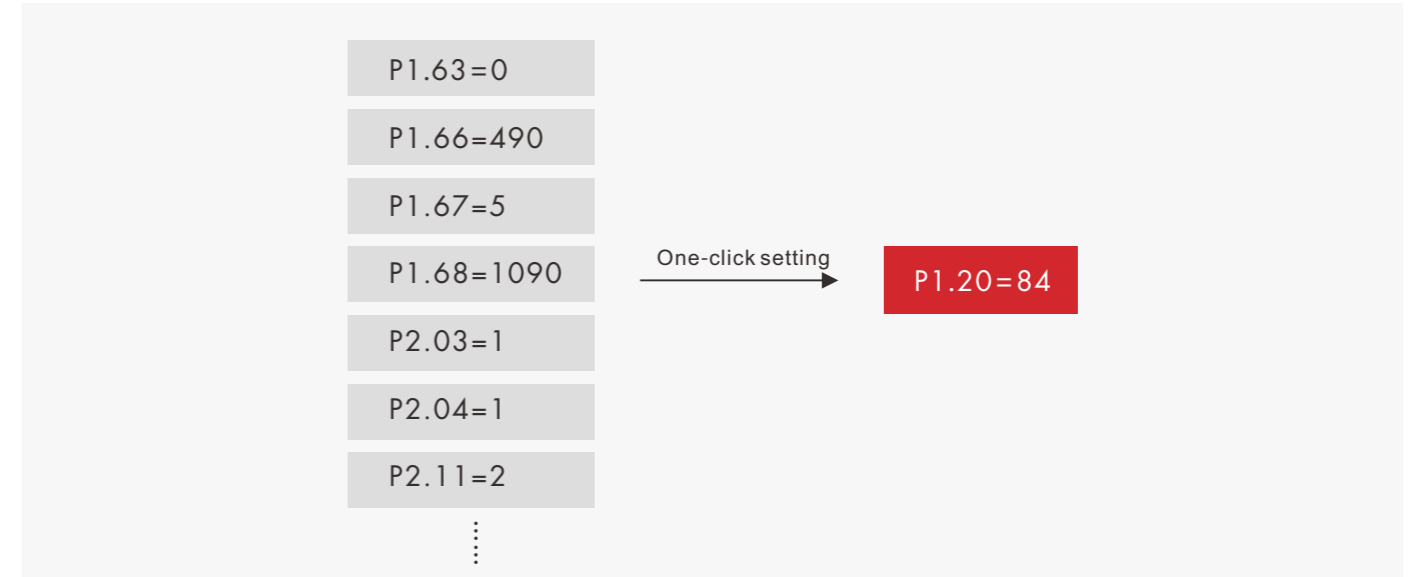 P1.63=0
P1.66=490
P1.67=5
P1.68=1090
One-click setting
P1.20=84
P2.03=1
P2.04=1
P2.11=2